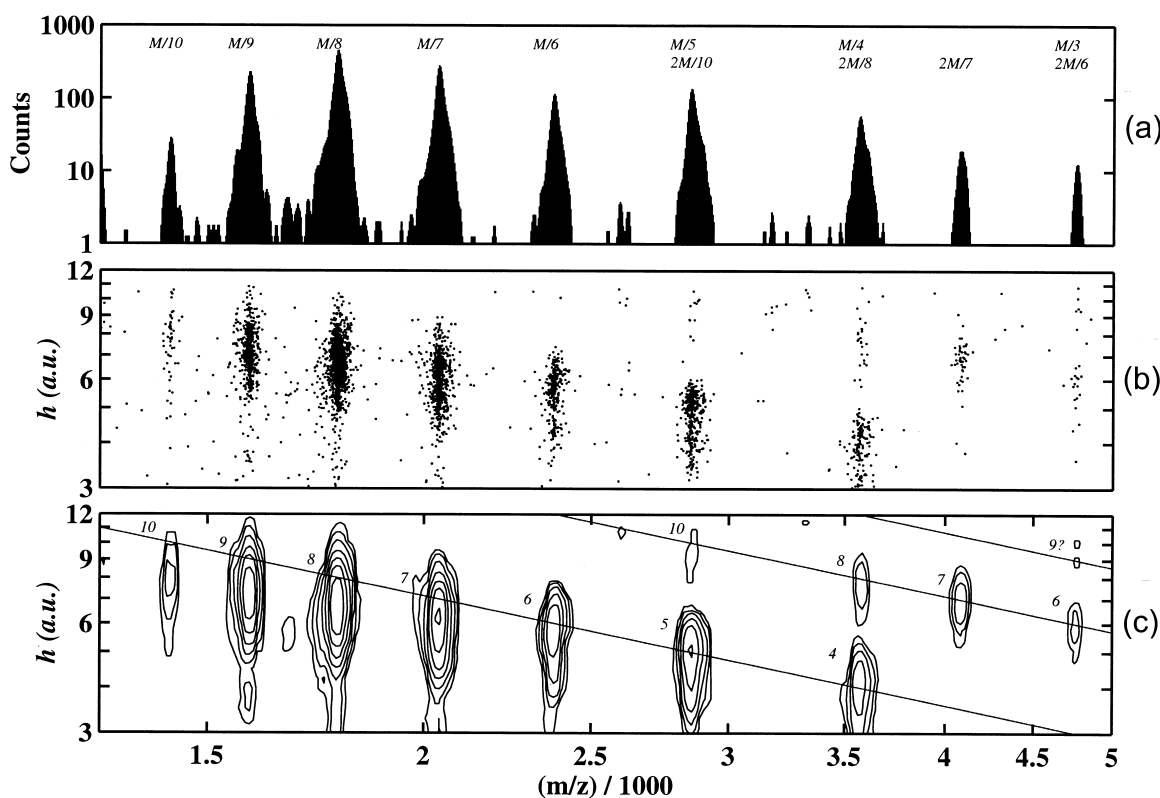 1000
100
10
1
Counts
M/10 M/9 M/8 M/7 M/6 M/5 M/4 M/3
2M/10 2M/8 2M/7 2M/6
(a)
12
9
6
3
h (a.u.)
(b)
12
9
6
3
h (a.u.)
10 9 8 7 6 5 4
10 8 7 6
9?
(c)
1.5 2 2.5 3 3.5 4 4.5 5
(m/z) / 1000